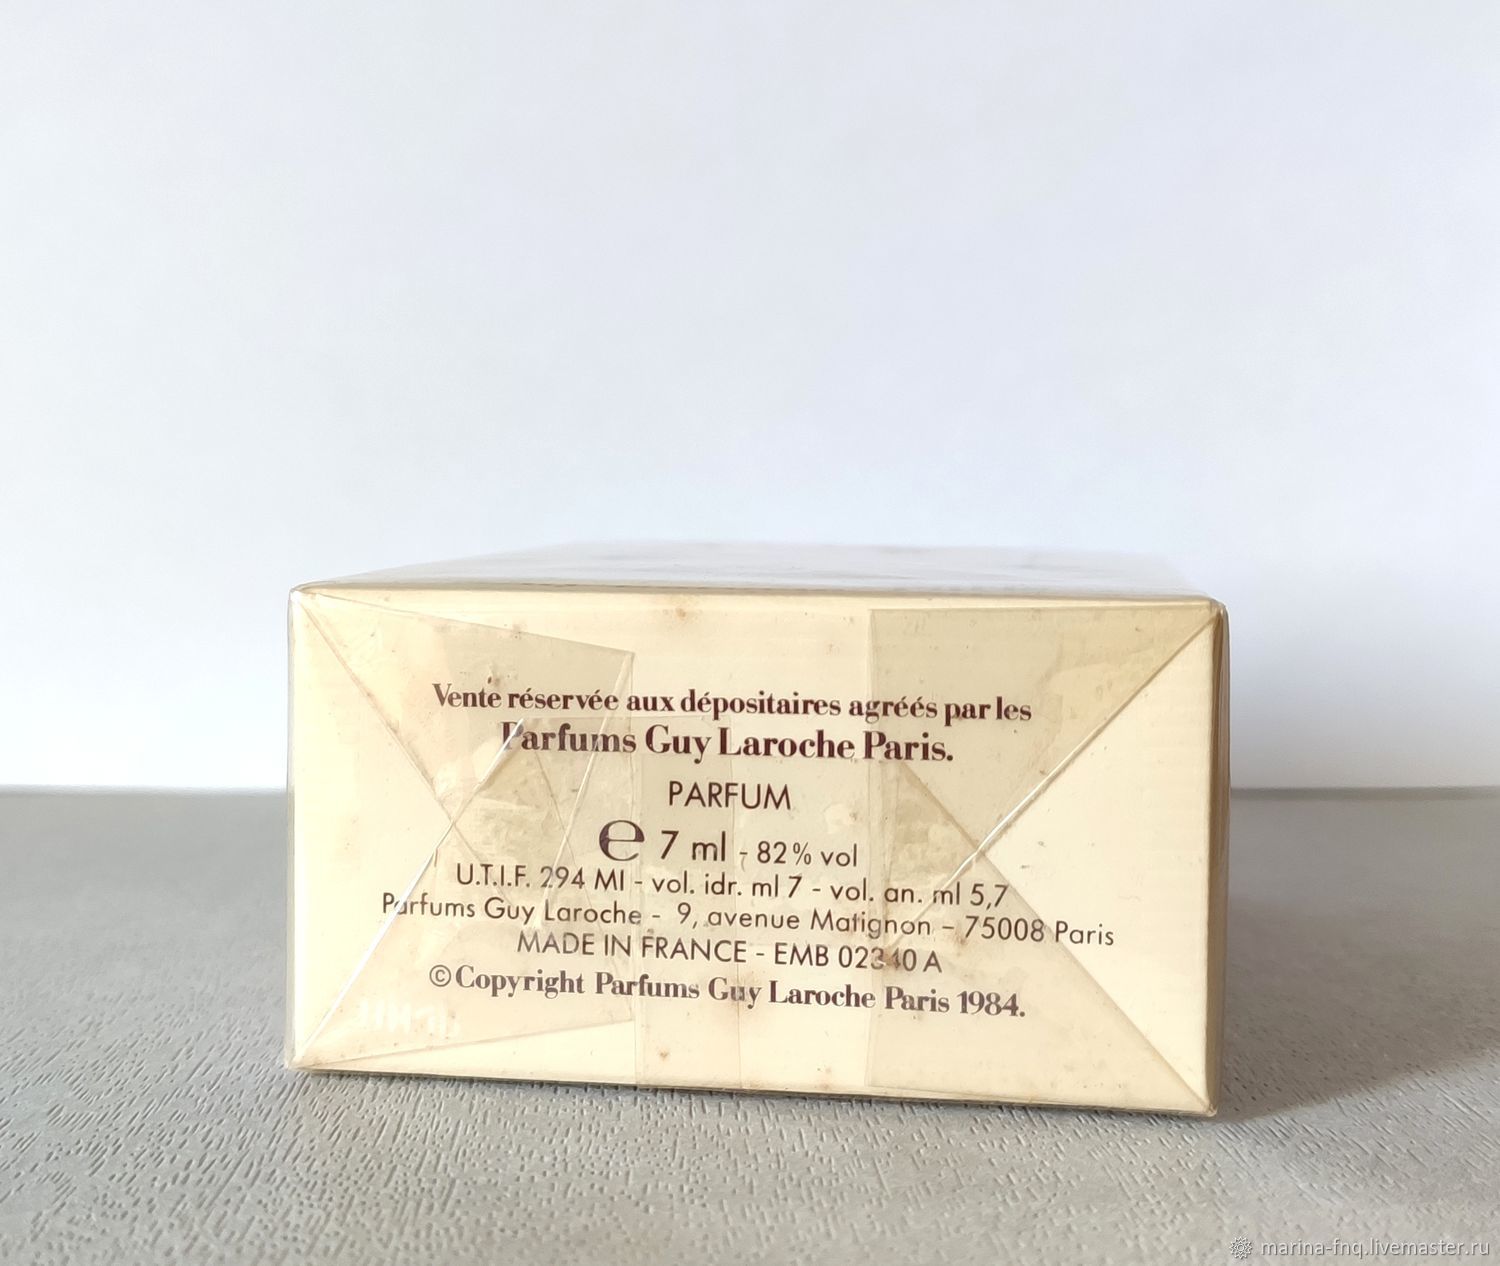 Vente réservée aux dépositaires agréés par les
Parfums Guy Laroche Paris.
PARFUM
℮ 7 ml - 82% vol
U.T.I.F. 294 MI - vol. idr. ml 7 - vol. an. ml 5,7
Parfums Guy Laroche - 9, avenue Matignon - 75008 Paris
MADE IN FRANCE - EMB 02340 A
©Copyright Parfums Guy Laroche Paris 1984.
marina-fnq.livemaster.ru